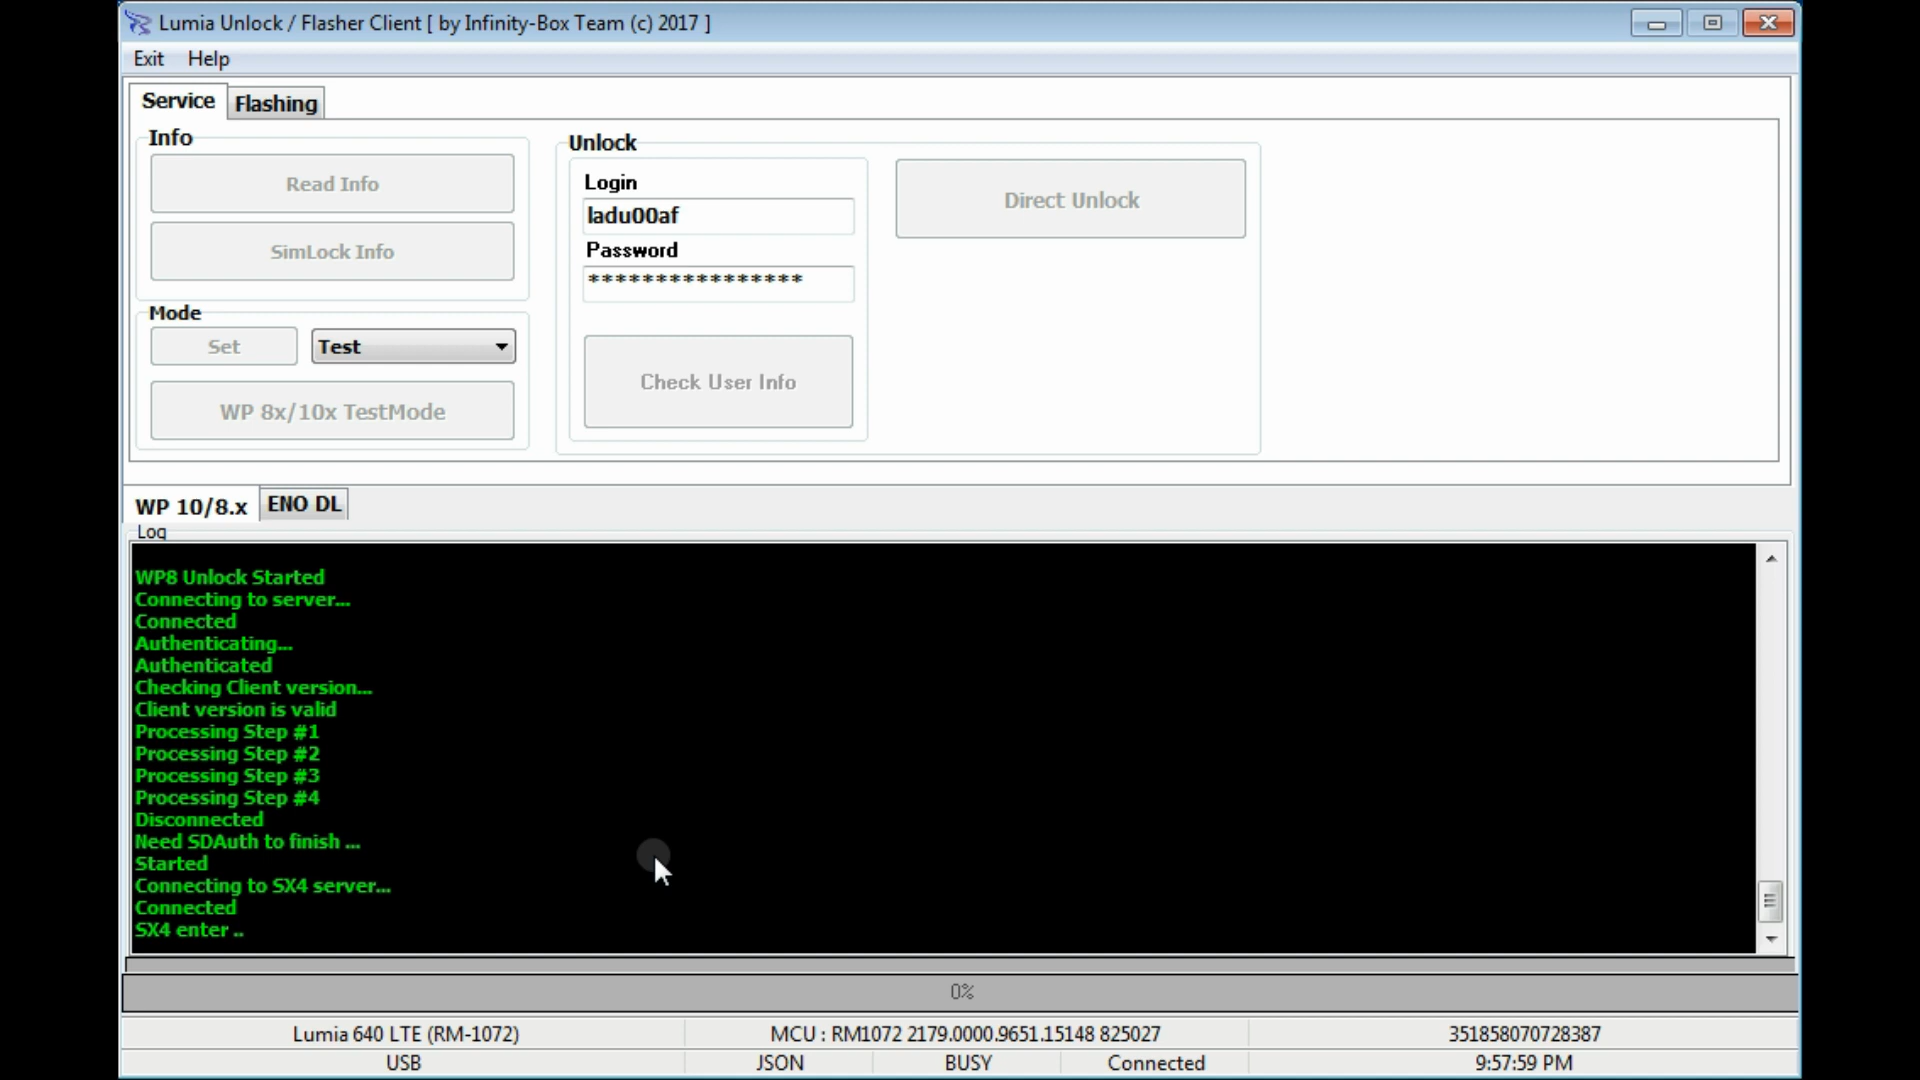 Lumia Unlock / Flasher Client [ by Infinity-Box Team (c) 2017 ]
Exit Help
Service Flashing
Info
Read Info
SimLock Info
Mode
Set Test
WP 8x/10x TestMode
Unlock
Login
ladu00af
Password
****************
Check User Info
Direct Unlock
WP 10/8.x ENO DL
Log
WP8 Unlock Started
Connecting to server...
Connected
Authenticating...
Authenticated
Checking Client version...
Client version is valid
Processing Step #1
Processing Step #2
Processing Step #3
Processing Step #4
Disconnected
Need SDAuth to finish ...
Started
Connecting to SX4 server...
Connected
SX4 enter ..
0%
Lumia 640 LTE (RM-1072) MCU : RM1072 2179.0000.9651.15148 825027 351858070728387
USB JSON BUSY Connected 9:57:59 PM